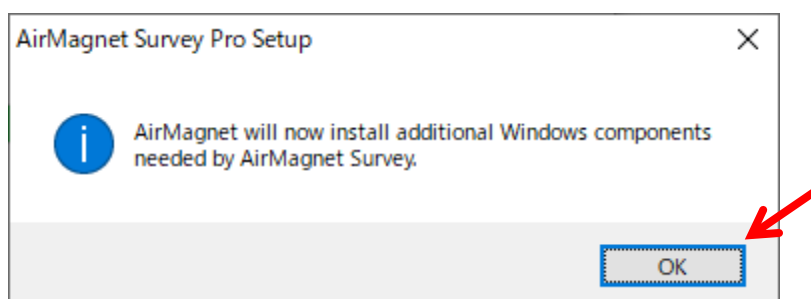 AirMagnet Survey Pro Setup
AirMagnet will now install additional Windows components
needed by AirMagnet Survey.
OK